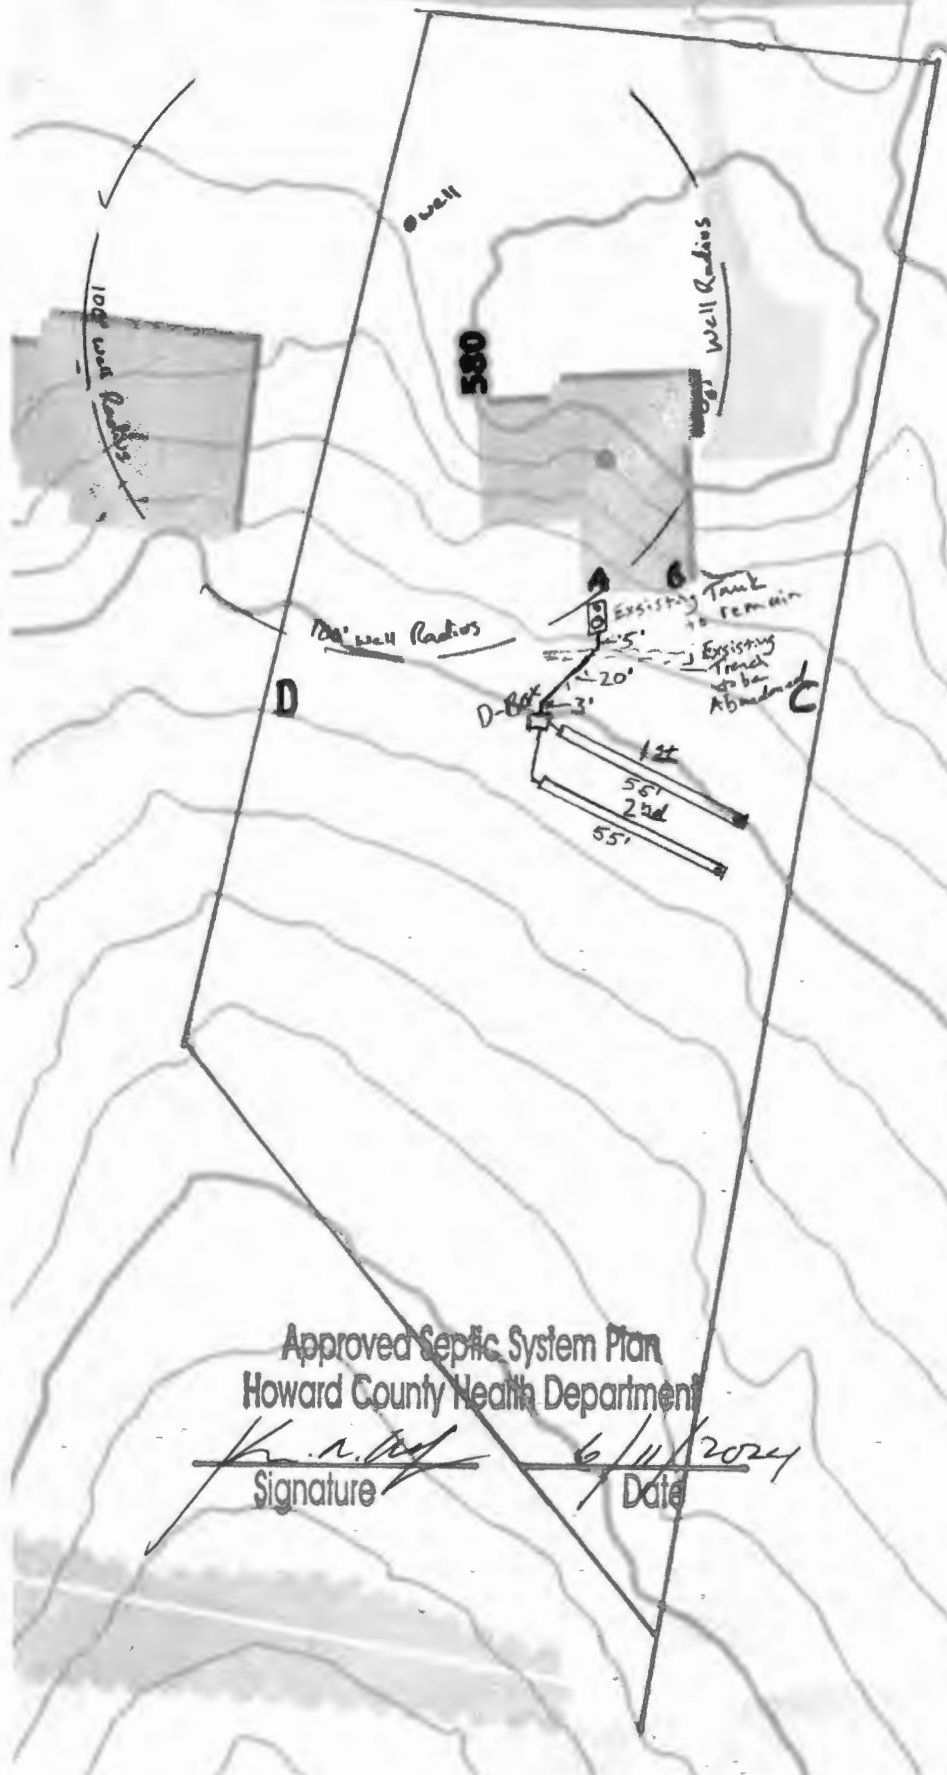 well
Well Radius
100' well Radius
580
A
B
Exsisting Tank
to remain
5'
100' well Radius
Exsisting
Trench
to be
Abandoned
20'
D
D-Box
3'
C
1st
55'
2nd
55'
Approved Septic System Plan
Howard County Health Department
6/11/2024
Signature
Date